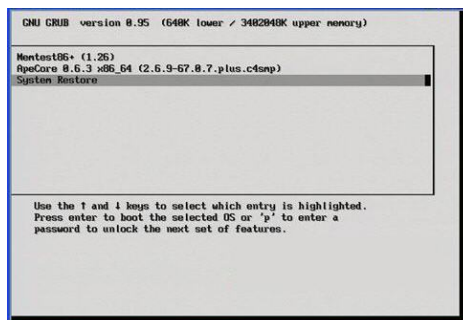 GNU GRUB version 0.95 (640K lower / 3402048K upper memory)
Memtest86+ (1.26)
ApeCore 0.6.3 x86_64 (2.6.9-67.0.7.plus.c4smp)
System Restore
Use the ↑ and ↓ keys to select which entry is highlighted.
Press enter to boot the selected OS or 'p' to enter a
password to unlock the next set of features.